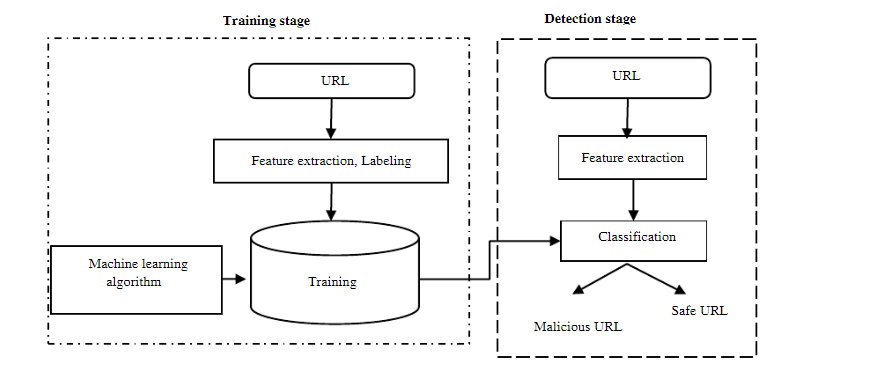 Training stage
Detection stage
URL
URL
Feature extraction, Labeling
Feature extraction
Machine learning
algorithm
Training
Classification
Malicious URL
Safe URL